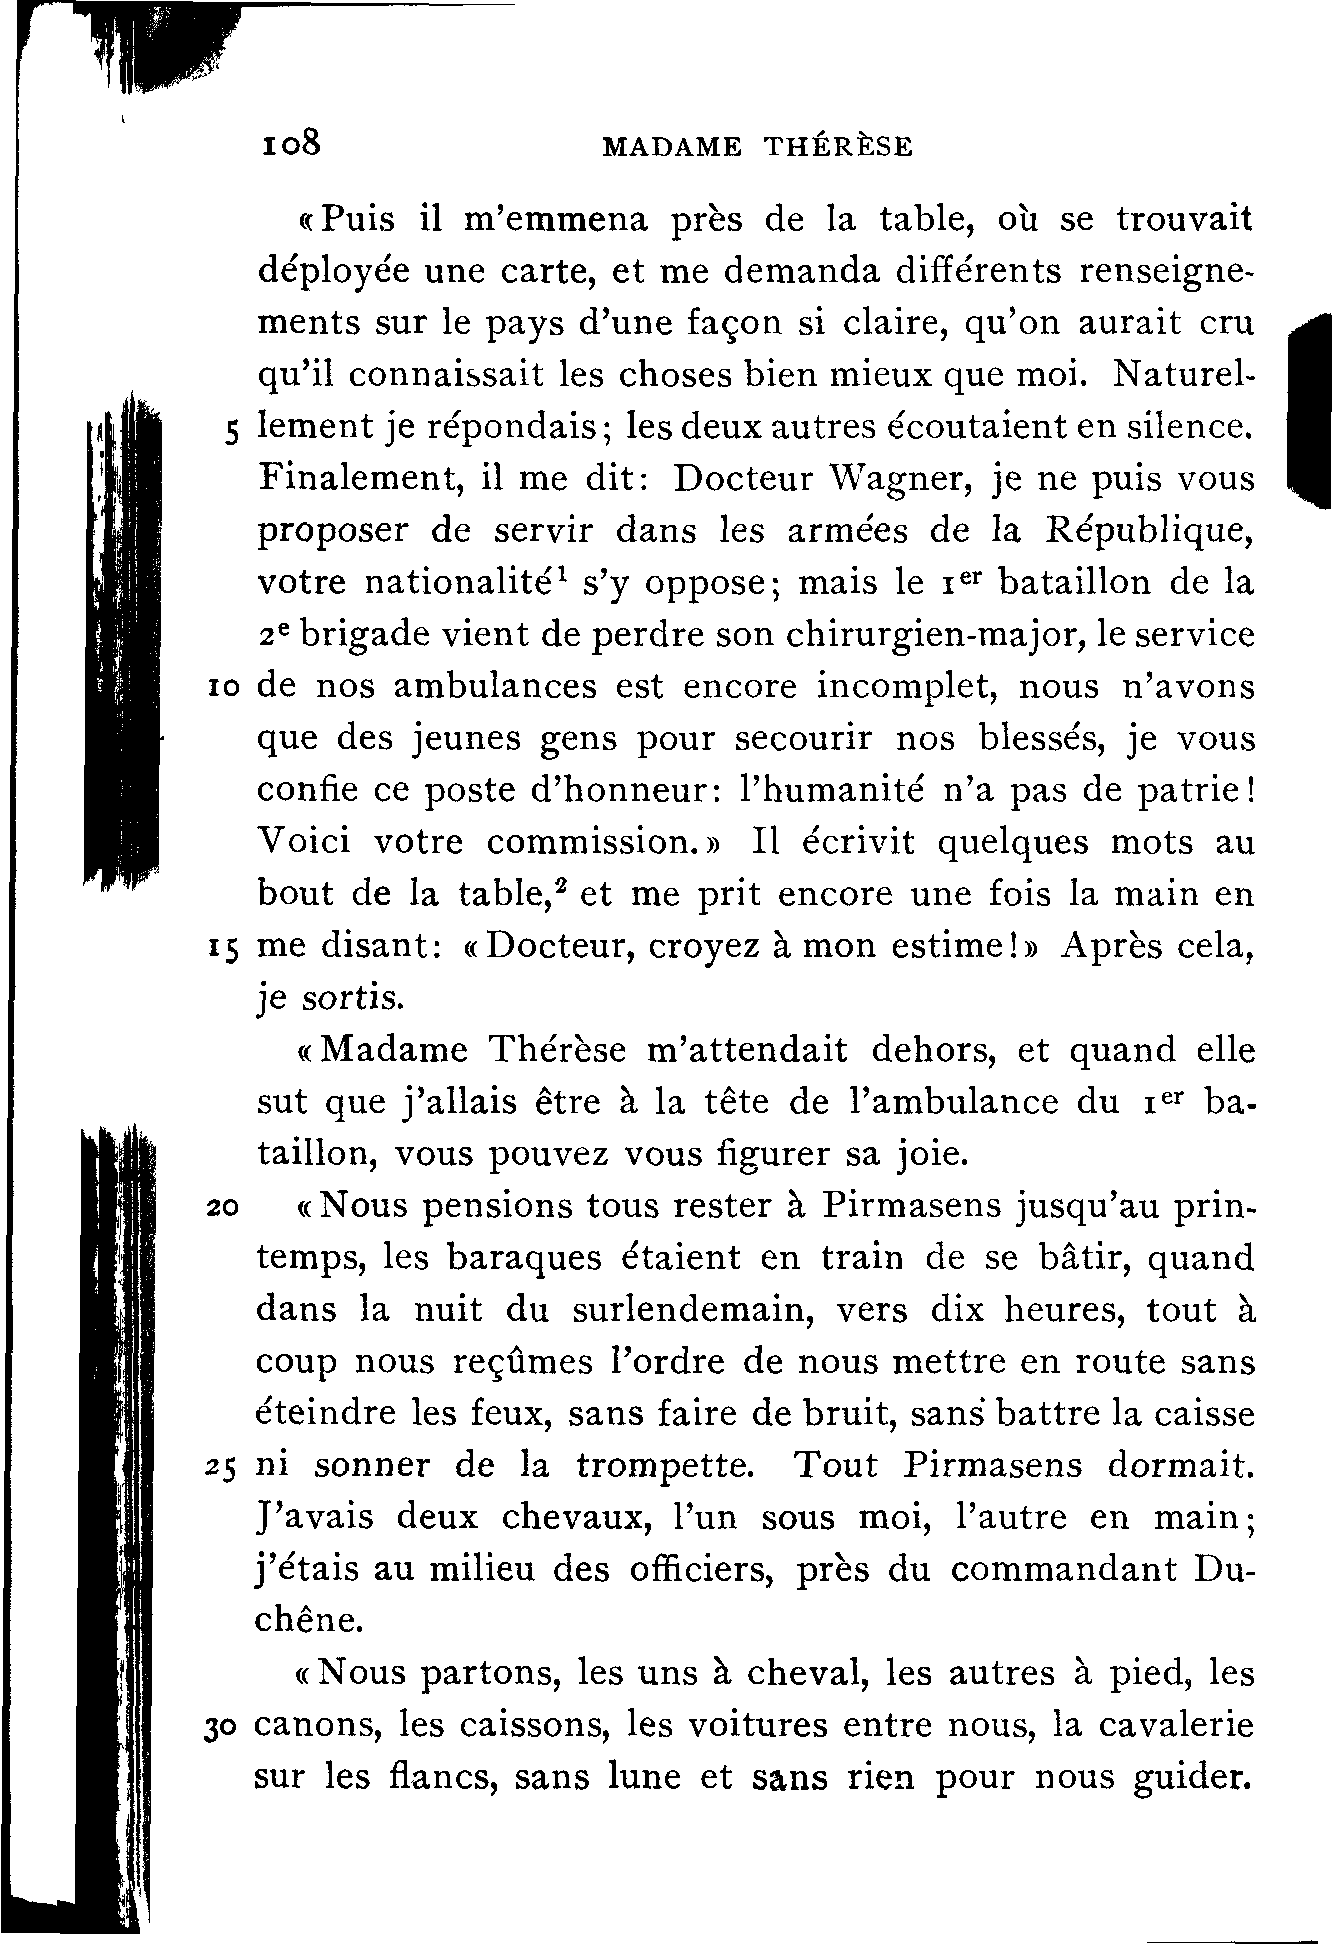 108 MADAME THÉRÈSE
« Puis il m'emmena près de la table, où se trouvait
déployée une carte, et me demanda différents renseigne-
ments sur le pays d'une façon si claire, qu'on aurait cru
qu'il connaissait les choses bien mieux que moi. Naturel-
5 lement je répondais; les deux autres écoutaient en silence.
Finalement, il me dit: Docteur Wagner, je ne puis vous
proposer de servir dans les armées de la République,
votre nationalité¹ s'y oppose; mais le 1er bataillon de la
2e brigade vient de perdre son chirurgien-major, le service
10 de nos ambulances est encore incomplet, nous n'avons
que des jeunes gens pour secourir nos blessés, je vous
confie ce poste d'honneur: l'humanité n'a pas de patrie!
Voici votre commission.» Il écrivit quelques mots au
bout de la table,² et me prit encore une fois la main en
15 me disant: « Docteur, croyez à mon estime!» Après cela,
je sortis.
« Madame Thérèse m'attendait dehors, et quand elle
sut que j'allais être à la tête de l'ambulance du 1er ba-
taillon, vous pouvez vous figurer sa joie.
20 « Nous pensions tous rester à Pirmasens jusqu'au prin-
temps, les baraques étaient en train de se bâtir, quand
dans la nuit du surlendemain, vers dix heures, tout à
coup nous reçûmes l'ordre de nous mettre en route sans
éteindre les feux, sans faire de bruit, sans battre la caisse
25 ni sonner de la trompette. Tout Pirmasens dormait.
J'avais deux chevaux, l'un sous moi, l'autre en main;
j'étais au milieu des officiers, près du commandant Du-
chêne.
« Nous partons, les uns à cheval, les autres à pied, les
30 canons, les caissons, les voitures entre nous, la cavalerie
sur les flancs, sans lune et sans rien pour nous guider.